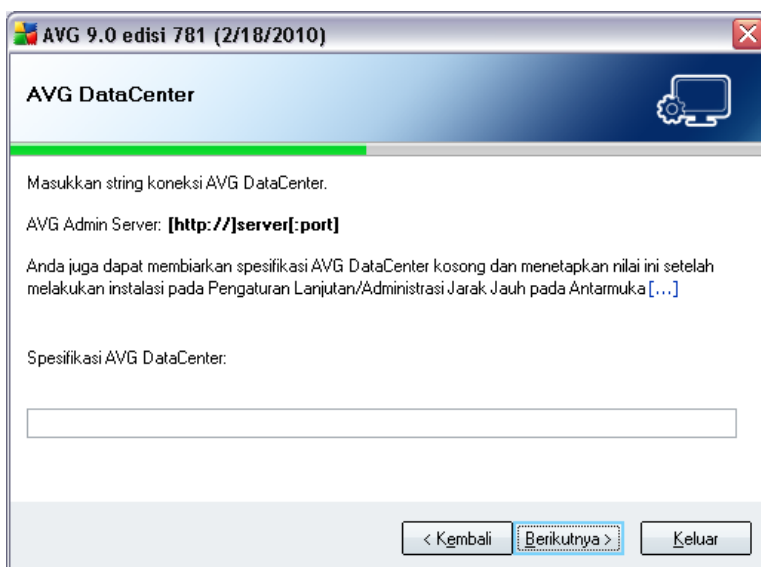 AVG 9.0 edisi 781 (2/18/2010)
AVG DataCenter
Masukkan string koneksi AVG DataCenter.
AVG Admin Server: [http://]server[:port]
Anda juga dapat membiarkan spesifikasi AVG DataCenter kosong dan menetapkan nilai ini setelah
melakukan instalasi pada Pengaturan Lanjutan/Administrasi Jarak Jauh pada Antarmuka [...]
Spesifikasi AVG DataCenter:
< Kembali Berikutnya > Keluar